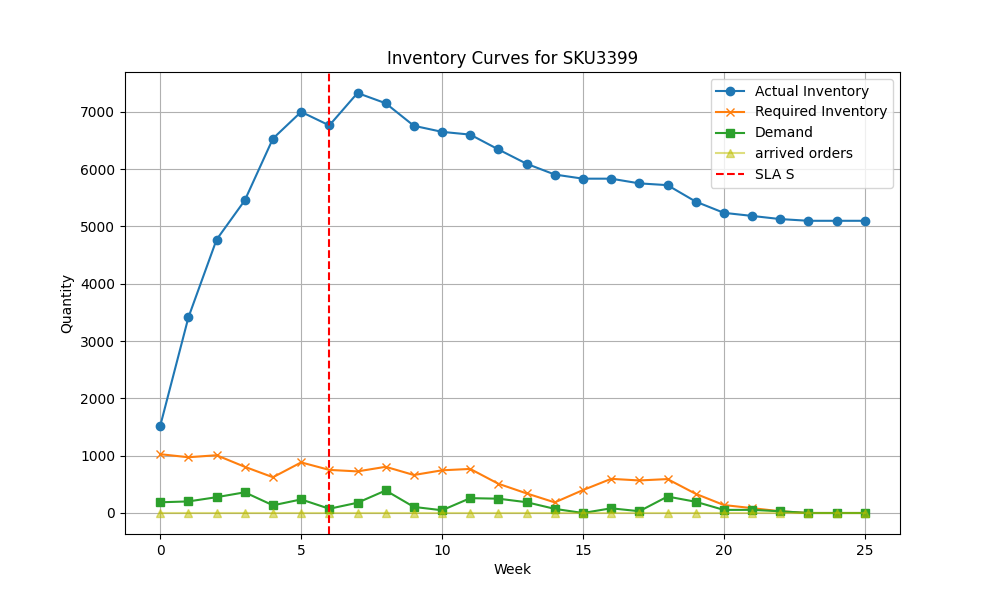 Inventory Curves for SKU3399
Actual Inventory
Required Inventory
Demand
arrived orders
SLA S
7000
6000
5000
4000
3000
2000
1000
0
Quantity
0 5 10 15 20 25
Week